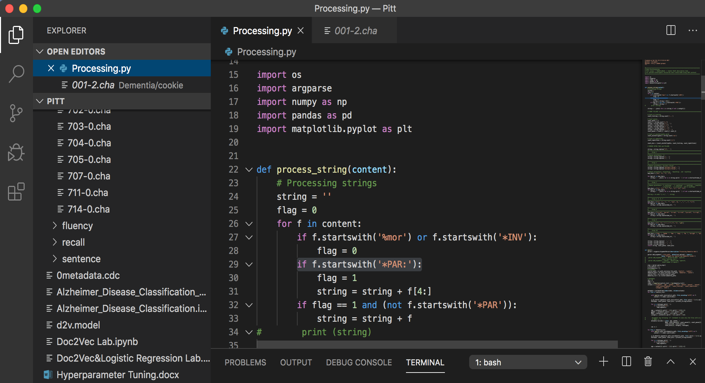 Processing.py — Pitt
EXPLORER
OPEN EDITORS
Processing.py
001-2.cha Dementia/cookie
PITT
702-0.cha
703-0.cha
704-0.cha
705-0.cha
707-0.cha
711-0.cha
714-0.cha
fluency
recall
sentence
0metadata.cdc
Alzheimer_Disease_Classification_...
Alzheimer_Disease_Classification.i...
d2v.model
Doc2Vec Lab.ipynb
Doc2Vec&Logistic Regression Lab....
Hyperparameter Tuning.docx
Processing.py
001-2.cha
Processing.py
14
15 import os
16 import argparse
17 import numpy as np
18 import pandas as pd
19 import matplotlib.pyplot as plt
20
21
22 def process_string(content):
23     # Processing strings
24     string = ''
25     flag = 0
26     for f in content:
27         if f.startswith('%mor') or f.startswith('*INV'):
28             flag = 0
29         if f.startswith('*PAR:'):
30             flag = 1
31             string = string + f[4:]
32         if flag == 1 and (not f.startswith('*PAR')):
33             string = string + f
34 #        print (string)
35
PROBLEMS OUTPUT DEBUG CONSOLE TERMINAL 1: bash